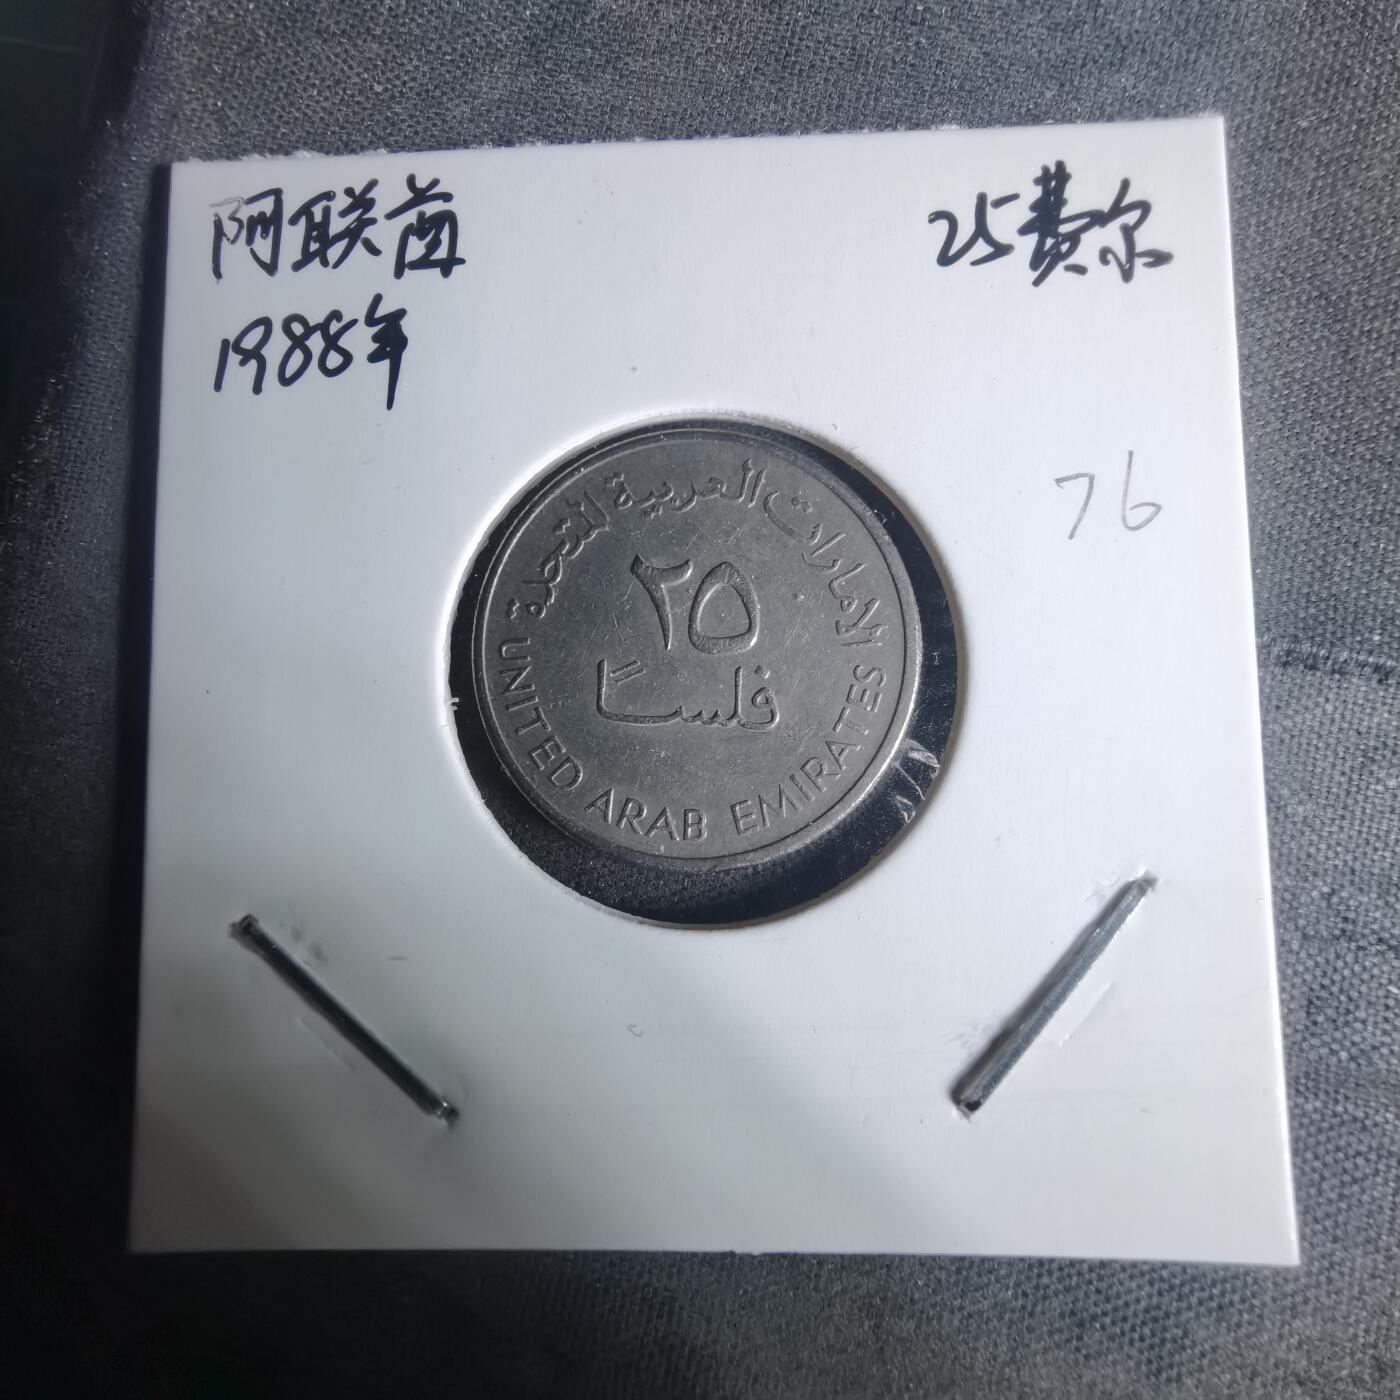 阿联酋
25费尔
1988年
76
الامارات العربية المتحدة
٢٥
فلساً
UNITED ARAB EMIRATES